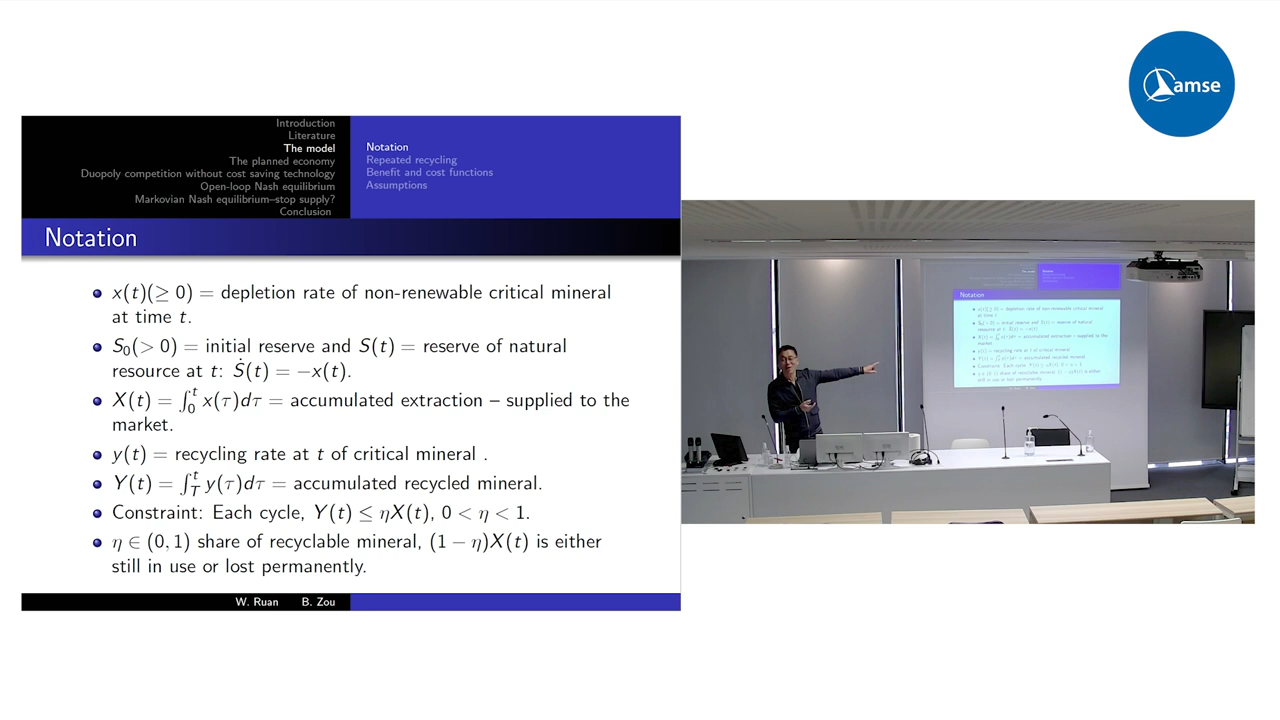 amse
Introduction
Literature
The model
The planned economy
Duopoly competition without cost saving technology
Open-loop Nash equilibrium
Markovian Nash equilibrium–stop supply?
Conclusion
Notation
Repeated recycling
Benefit and cost functions
Assumptions
Notation
x(t)(≥ 0) = depletion rate of non-renewable critical mineral
at time t.
S₀(> 0) = initial reserve and S(t) = reserve of natural
resource at t: Ṡ(t) = −x(t).
X(t) = ∫₀ᵗ x(τ)dτ = accumulated extraction – supplied to the
market.
y(t) = recycling rate at t of critical mineral .
Y(t) = ∫_T^t y(τ)dτ = accumulated recycled mineral.
Constraint: Each cycle, Y(t) ≤ ηX(t), 0 < η < 1.
η ∈ (0, 1) share of recyclable mineral, (1 − η)X(t) is either
still in use or lost permanently.
W. Ruan B. Zou
Notation